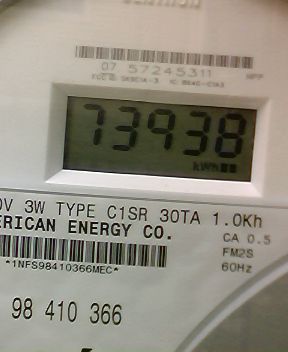 07 57245311
73938
kWh
V 3W TYPE C1SR 30TA 1.0Kh
ERICAN ENERGY CO.
CA 0.5
FM2S
60Hz
*1NFS98410366MEC*
98 410 366